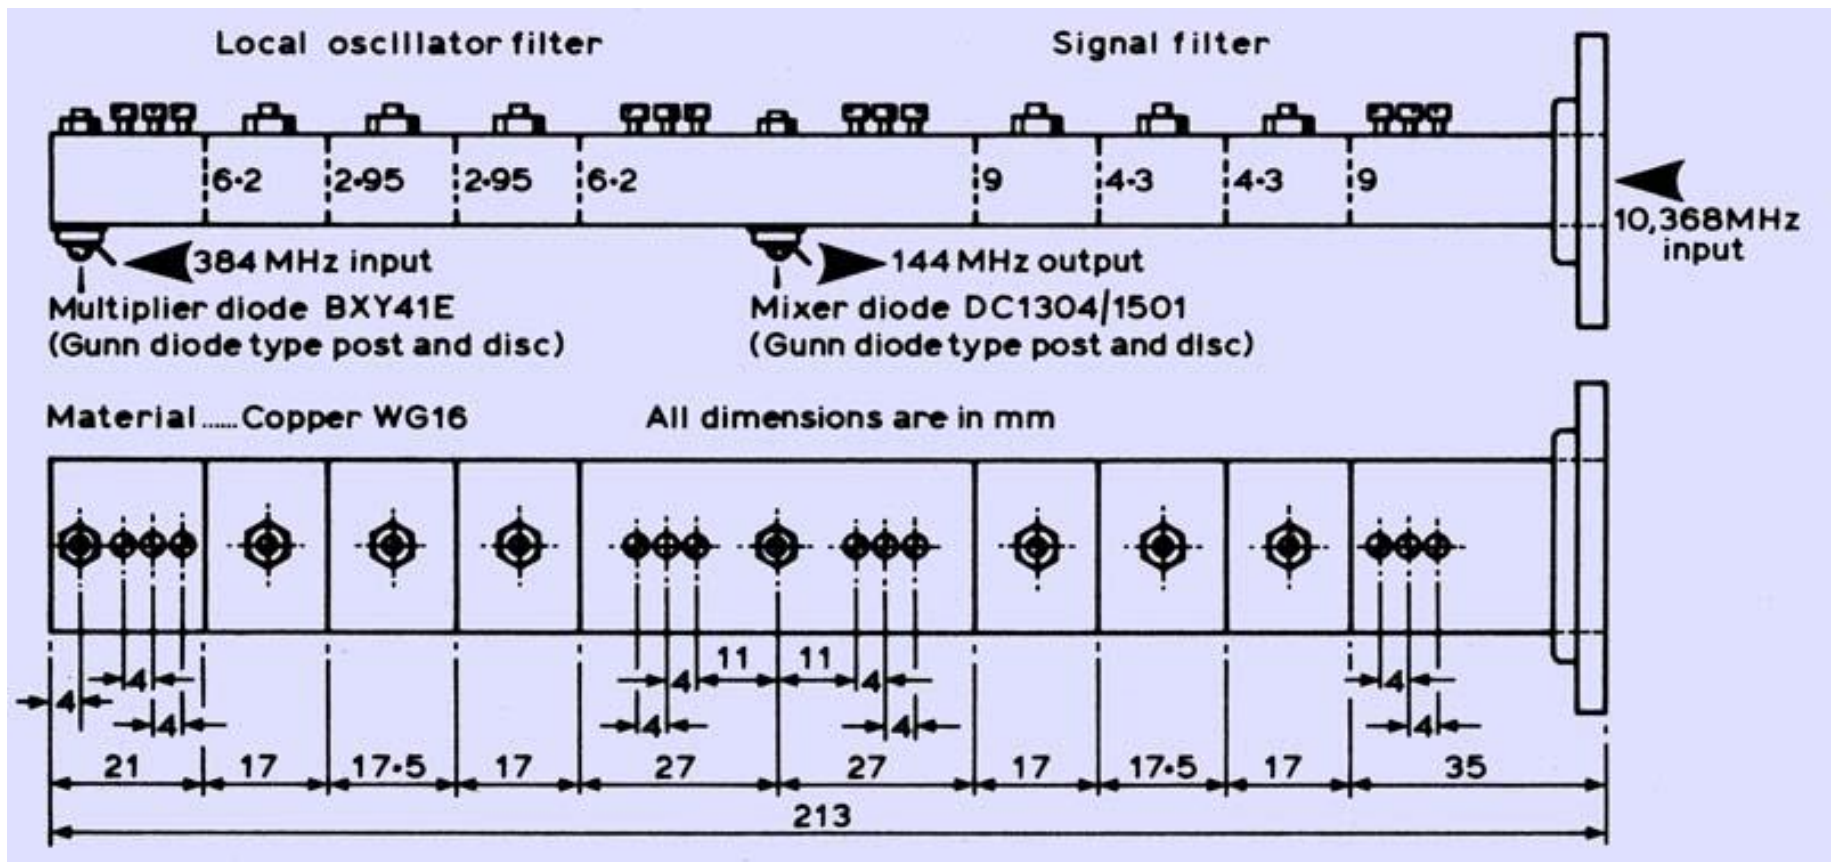 Local oscillator filter
Signal filter
6·2
2·95
2·95
6·2
9
4·3
4·3
9
10,368MHz
input
384 MHz input
144 MHz output
Multiplier diode BXY41E
(Gunn diode type post and disc)
Mixer diode DC1304/1501
(Gunn diode type post and disc)
Material ...... Copper WG16
All dimensions are in mm
11
11
4
4
4
4
4
4
4
4
4
21
17
17·5
17
27
27
17
17·5
17
35
213